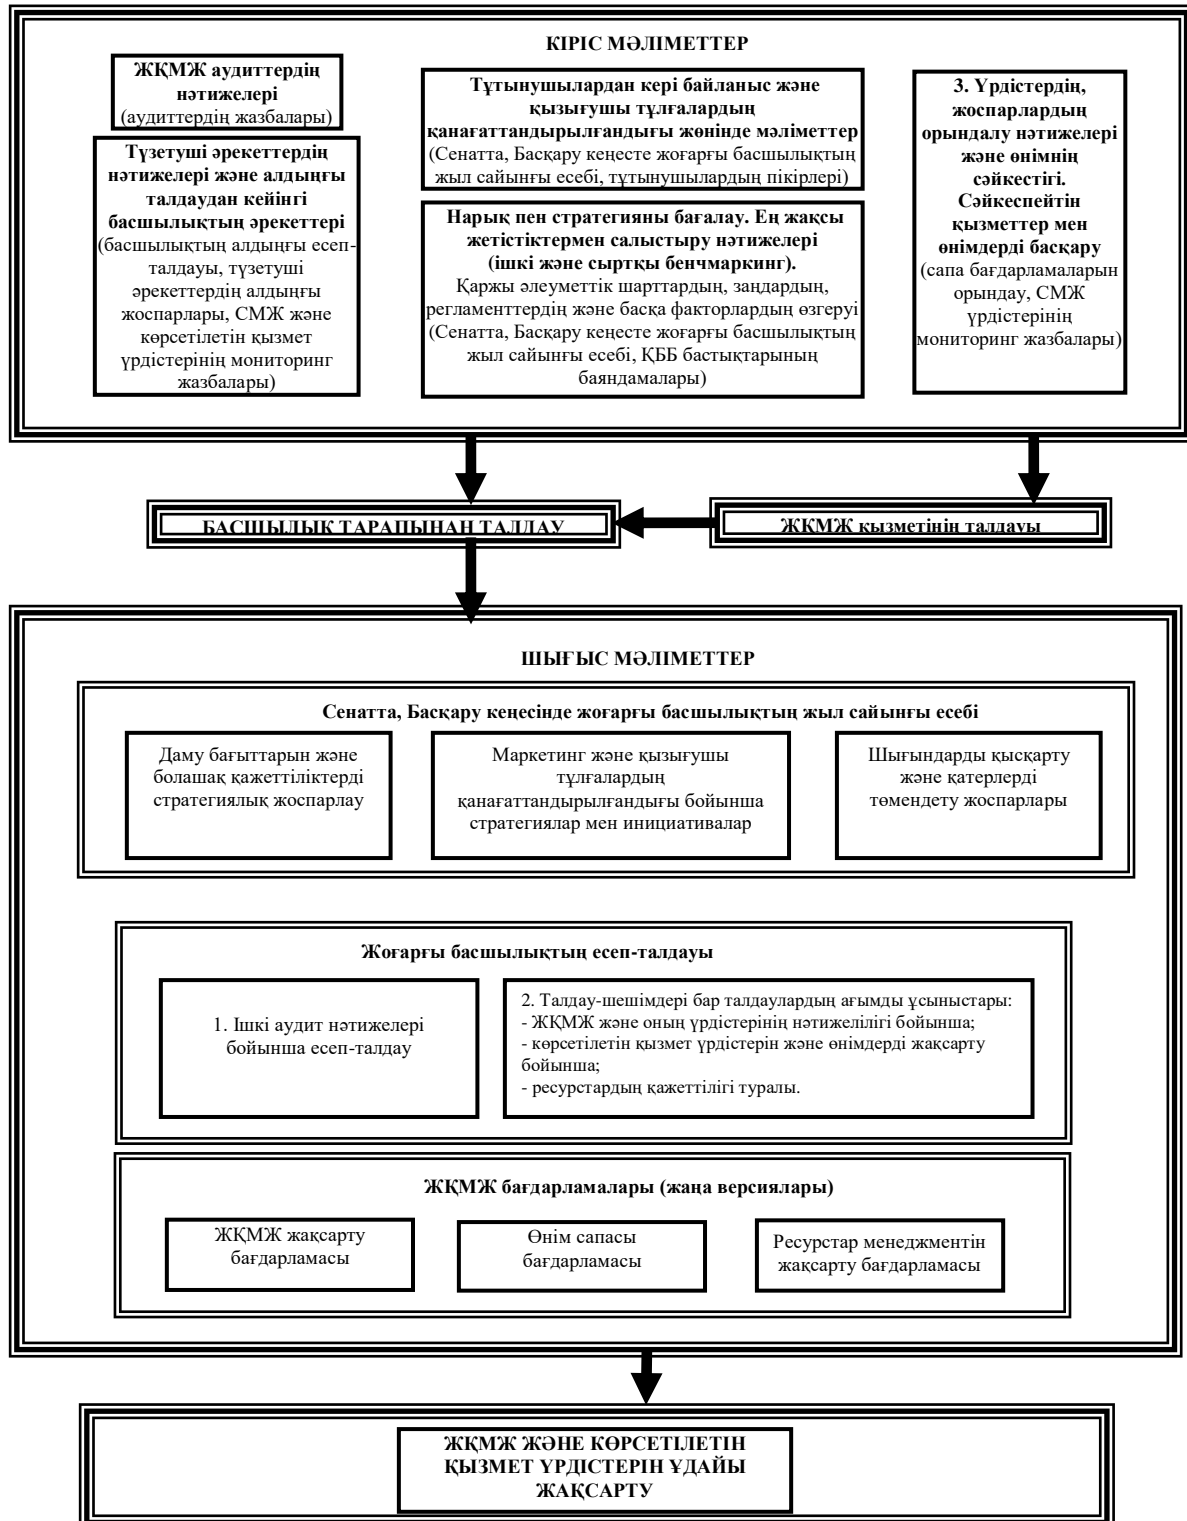 КІРІС МӘЛІМЕТТЕР
ЖҚМЖ аудиттердің
нәтижелері
(аудиттердің жазбалары)
Түзетуші әрекеттердің
нәтижелері және алдыңғы
талдаудан кейінгі
басшылықтың әрекеттері
(басшылықтың алдыңғы есеп-
талдауы, түзетуші
әрекеттердің алдыңғы
жоспарлары, СМЖ және
көрсетілетін қызмет
үрдістерінің мониторинг
жазбалары)
Тұтынушылардан кері байланыс және
қызығушы тұлғалардың
қанағаттандырылғандығы жөнінде мәліметтер
(Сенатта, Басқару кеңесте жоғарғы басшылықтың
жыл сайынғы есебі, тұтынушылардың пікірлері)
Нарық пен стратегияны бағалау. Ең жақсы
жетістіктермен салыстыру нәтижелері
(ішкі және сыртқы бенчмаркинг).
Қаржы әлеуметтік шарттардың, заңдардың,
регламенттердің және басқа факторлардың өзгеруі
(Сенатта, Басқару кеңесте жоғарғы басшылықтың
жыл сайынғы есебі, ҚББ бастықтарының
баяндамалары)
3. Үрдістердің,
жоспарлардың
орындалу нәтижелері
және өнімнің
сәйкестігі.
Сәйкеспейтін
қызметтер мен
өнімдерді басқару
(сапа бағдарламаларын
орындау, СМЖ
үрдістерінің
мониторинг жазбалары)
БАСШЫЛЫҚ ТАРАПЫНАН ТАЛДАУ
ЖҚМЖ қызметінің талдауы
ШЫҒЫС МӘЛІМЕТТЕР
Сенатта, Басқару кеңесінде жоғарғы басшылықтың жыл сайынғы есебі
Даму бағыттарын және
болашақ қажеттіліктерді
стратегиялық жоспарлау
Маркетинг және қызығушы
тұлғалардың
қанағаттандырылғандығы бойынша
стратегиялар мен инициативалар
Шығындарды қысқарту
және қатерлерді
төмендету жоспарлары
Жоғарғы басшылықтың есеп-талдауы
1. Ішкі аудит нәтижелері
бойынша есеп-талдау
2. Талдау-шешімдері бар талдаулардың ағымды ұсыныстары:
- ЖҚМЖ және оның үрдістерінің нәтижелілігі бойынша;
- көрсетілетін қызмет үрдістерін және өнімдерді жақсарту
бойынша;
- ресурстардың қажеттілігі туралы.
ЖҚМЖ бағдарламалары (жаңа версиялары)
ЖҚМЖ жақсарту
бағдарламасы
Өнім сапасы
бағдарламасы
Ресурстар менеджментін
жақсарту бағдарламасы
ЖҚМЖ ЖӘНЕ КӨРСЕТІЛЕТІН
ҚЫЗМЕТ ҮРДІСТЕРІН ҰДАЙЫ
ЖАҚСАРТУ